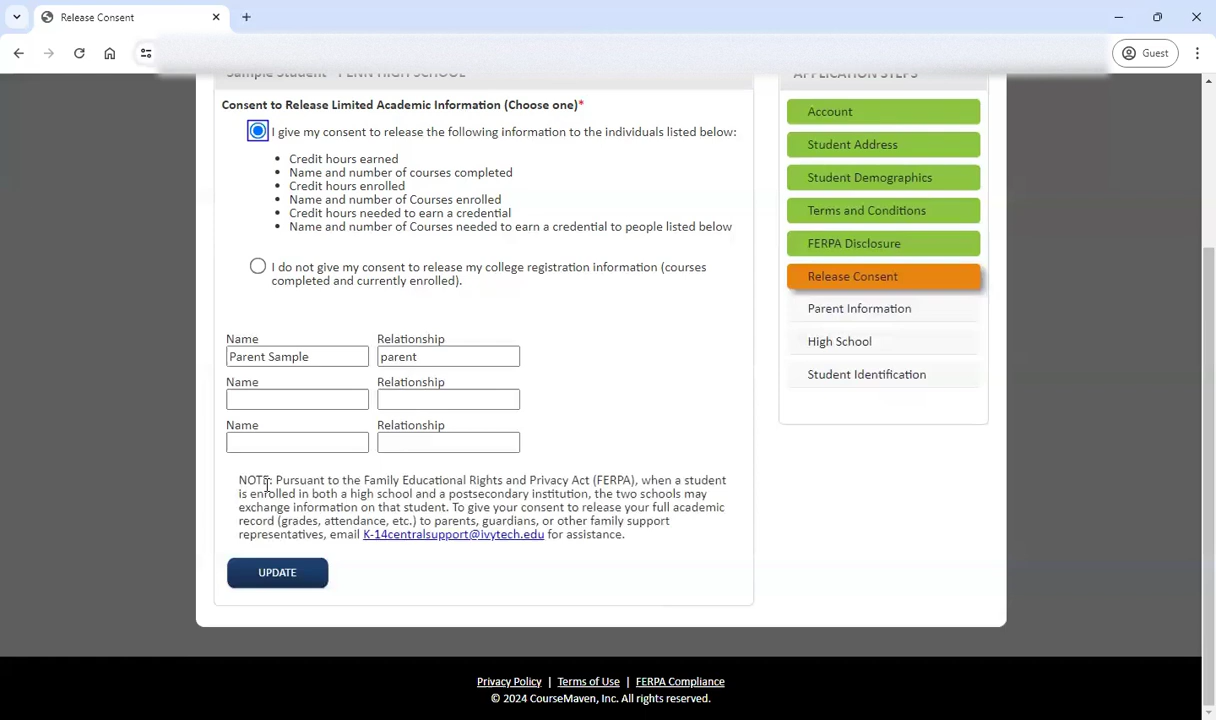 Release Consent
Guest
Sample Student - PENN HIGH SCHOOL
APPLICATION STEPS
Consent to Release Limited Academic Information (Choose one)*
I give my consent to release the following information to the individuals listed below:
• Credit hours earned
• Name and number of courses completed
• Credit hours enrolled
• Name and number of Courses enrolled
• Credit hours needed to earn a credential
• Name and number of Courses needed to earn a credential to people listed below
I do not give my consent to release my college registration information (courses
completed and currently enrolled).
Name Relationship
Parent Sample parent
Name Relationship
Name Relationship
NOTE: Pursuant to the Family Educational Rights and Privacy Act (FERPA), when a student
is enrolled in both a high school and a postsecondary institution, the two schools may
exchange information on that student. To give your consent to release your full academic
record (grades, attendance, etc.) to parents, guardians, or other family support
representatives, email K-14centralsupport@ivytech.edu for assistance.
UPDATE
Account
Student Address
Student Demographics
Terms and Conditions
FERPA Disclosure
Release Consent
Parent Information
High School
Student Identification
Privacy Policy | Terms of Use | FERPA Compliance
© 2024 CourseMaven, Inc. All rights reserved.